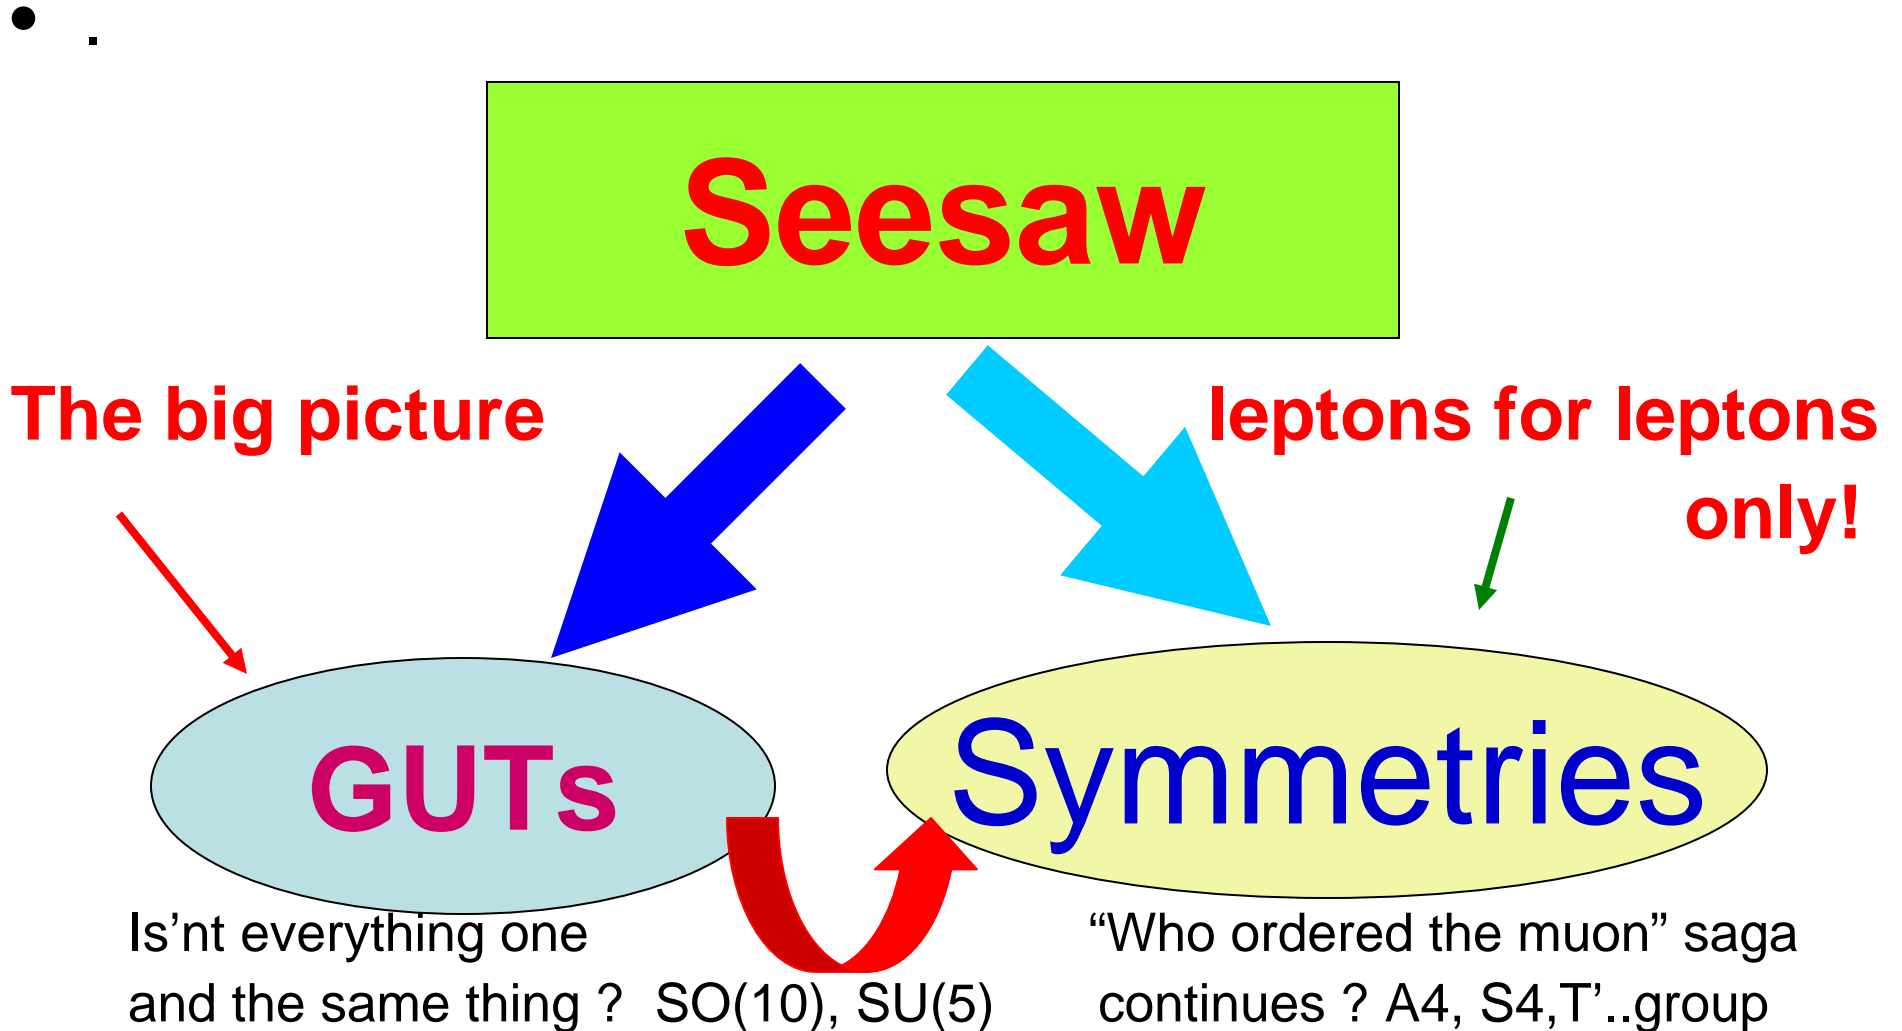 • .
Seesaw
The big picture
leptons for leptons
only!
GUTs
Symmetries
Is’nt everything one
and the same thing ? SO(10), SU(5)
“Who ordered the muon” saga
continues ? A4, S4,T’..group